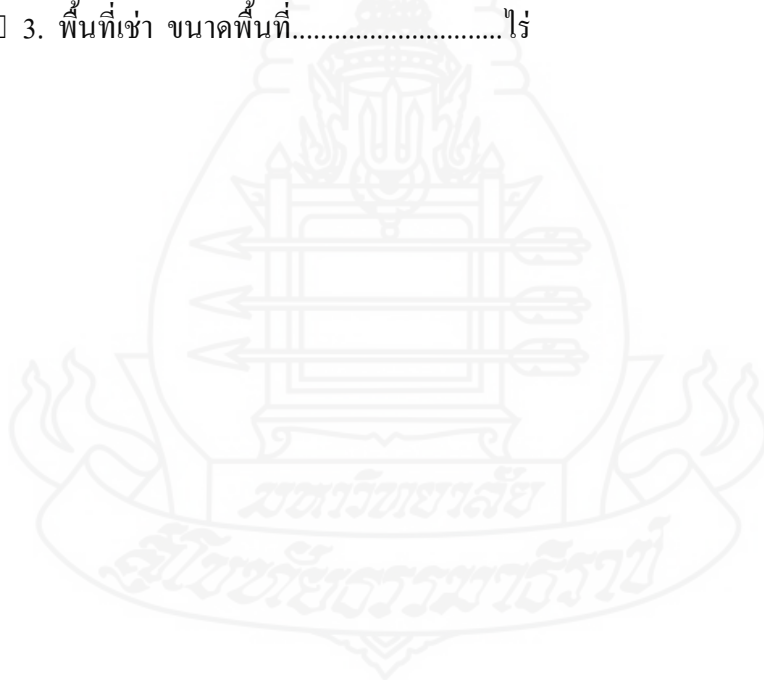 3. พื้นที่เช่า ขนาดพื้นที่..............................ไร่
มหาวิทยาลัย
สุโขทัยธรรมาธิราช